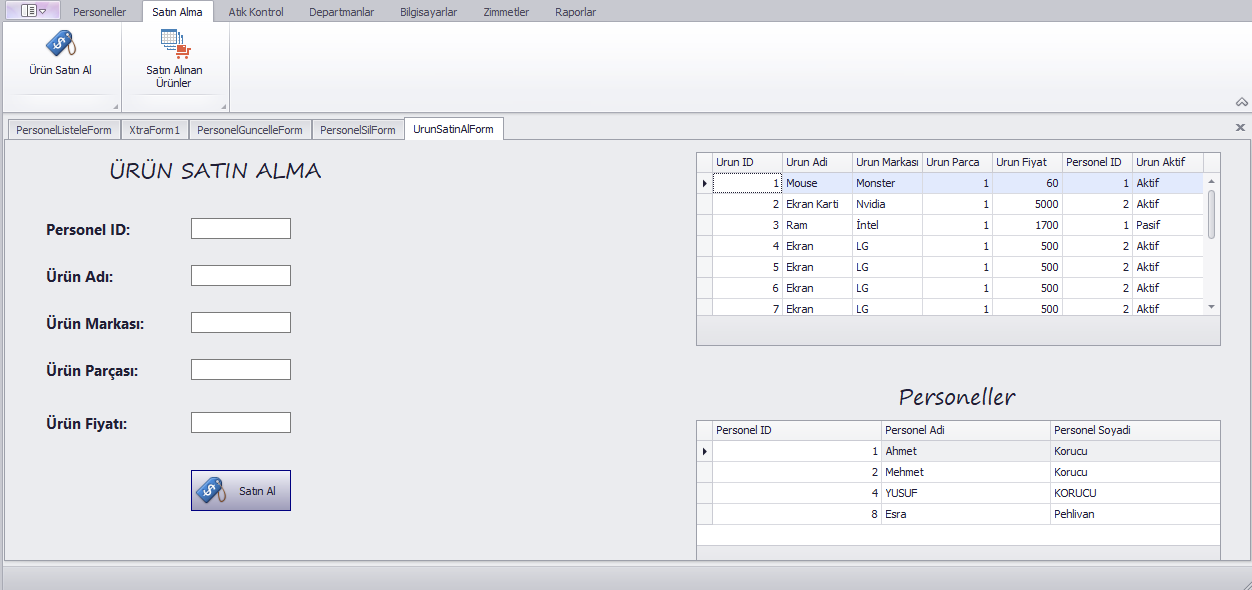 Personeller Satın Alma Atık Kontrol Departmanlar Bilgisayarlar Zimmetler Raporlar
Ürün Satın Al
Satın Alınan
Ürünler
PersonelListeleForm XtraForm1 PersonelGuncelleForm PersonelSilForm UrunSatinAlForm
ÜRÜN SATIN ALMA
Personel ID:
Ürün Adı:
Ürün Markası:
Ürün Parçası:
Ürün Fiyatı:
Satın Al
Urun ID Urun Adi Urun Markası Urun Parca Urun Fiyat Personel ID Urun Aktif
1 Mouse Monster 1 60 1 Aktif
2 Ekran Karti Nvidia 1 5000 2 Aktif
3 Ram İntel 1 1700 1 Pasif
4 Ekran LG 1 500 2 Aktif
5 Ekran LG 1 500 2 Aktif
6 Ekran LG 1 500 2 Aktif
7 Ekran LG 1 500 2 Aktif
Personeller
Personel ID Personel Adi Personel Soyadi
1 Ahmet Korucu
2 Mehmet Korucu
4 YUSUF KORUCU
8 Esra Pehlivan